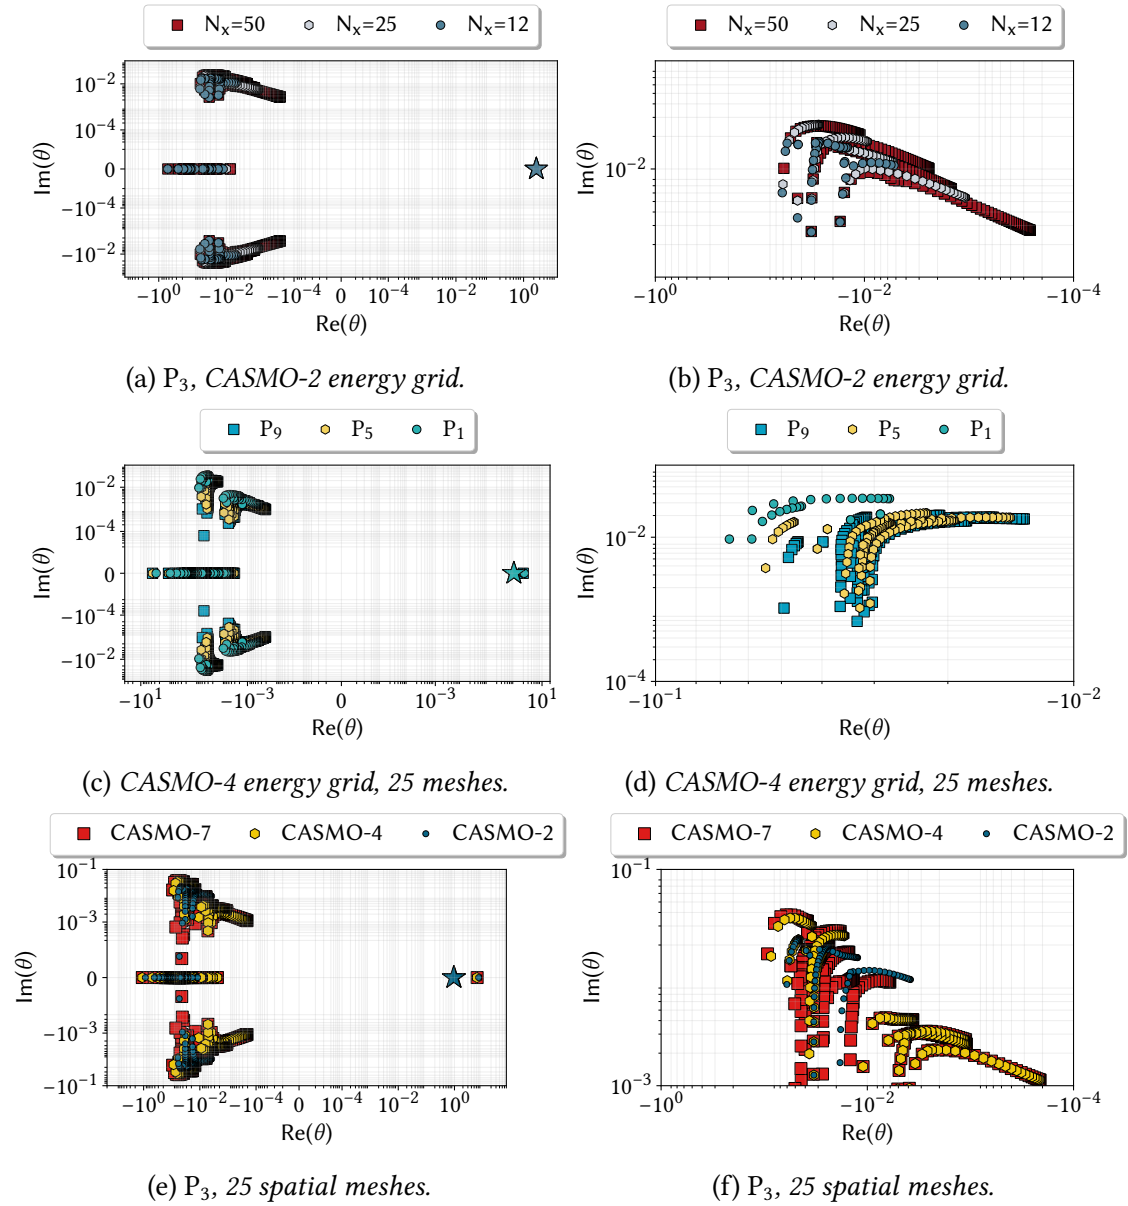 Nₓ=50 Nₓ=25 Nₓ=12
Nₓ=50 Nₓ=25 Nₓ=12
Im(θ)
10⁻²
10⁻⁴
0
−10⁻⁴
−10⁻²
−10⁰ −10⁻² −10⁻⁴ 0 10⁻⁴ 10⁻² 10⁰
Re(θ)
Im(θ)
10⁻²
−10⁰ −10⁻² −10⁻⁴
Re(θ)
(a) P₃, CASMO-2 energy grid.
(b) P₃, CASMO-2 energy grid.
P₉ P₅ P₁
P₉ P₅ P₁
Im(θ)
10⁻²
10⁻⁴
0
−10⁻⁴
−10⁻²
−10¹ −10⁻³ 0 10⁻³ 10¹
Re(θ)
Im(θ)
10⁻²
10⁻⁴
−10⁻¹ −10⁻²
Re(θ)
(c) CASMO-4 energy grid, 25 meshes.
(d) CASMO-4 energy grid, 25 meshes.
CASMO-7 CASMO-4 CASMO-2
CASMO-7 CASMO-4 CASMO-2
Im(θ)
10⁻¹
10⁻³
0
−10⁻³
−10⁻¹
−10⁰ −10⁻² −10⁻⁴ 0 10⁻⁴ 10⁻² 10⁰
Re(θ)
Im(θ)
10⁻¹
10⁻³
−10⁰ −10⁻² −10⁻⁴
Re(θ)
(e) P₃, 25 spatial meshes.
(f) P₃, 25 spatial meshes.